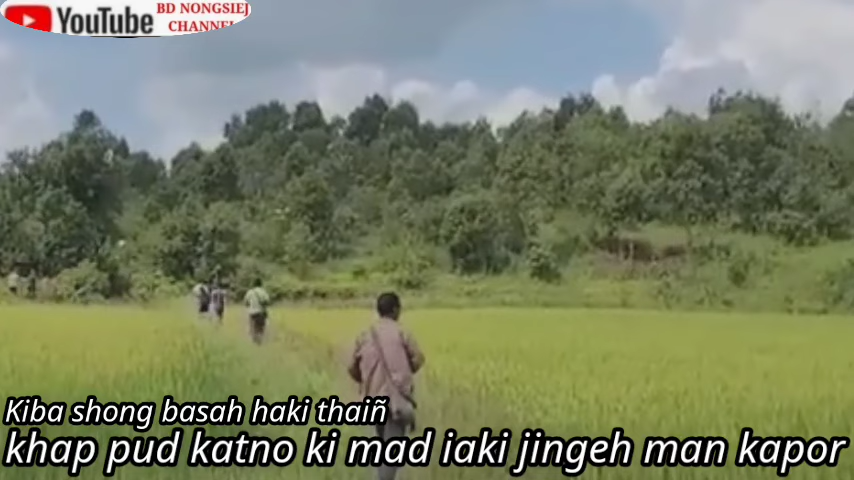 YouTube
BD NONGSIEJ
CHANNEL
Kiba shong basah haki thaiñ
khap pud katno ki mad iaki jingeh man kapor